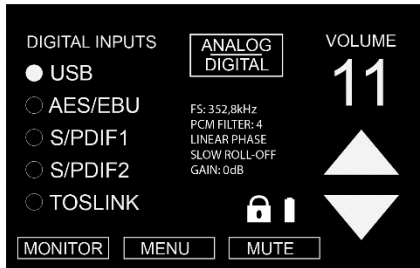 DIGITAL INPUTS
USB
AES/EBU
S/PDIF1
S/PDIF2
TOSLINK
ANALOG
DIGITAL
FS: 352,8kHz
PCM FILTER: 4
LINEAR PHASE
SLOW ROLL-OFF
GAIN: 0dB
VOLUME
11
MONITOR
MENU
MUTE